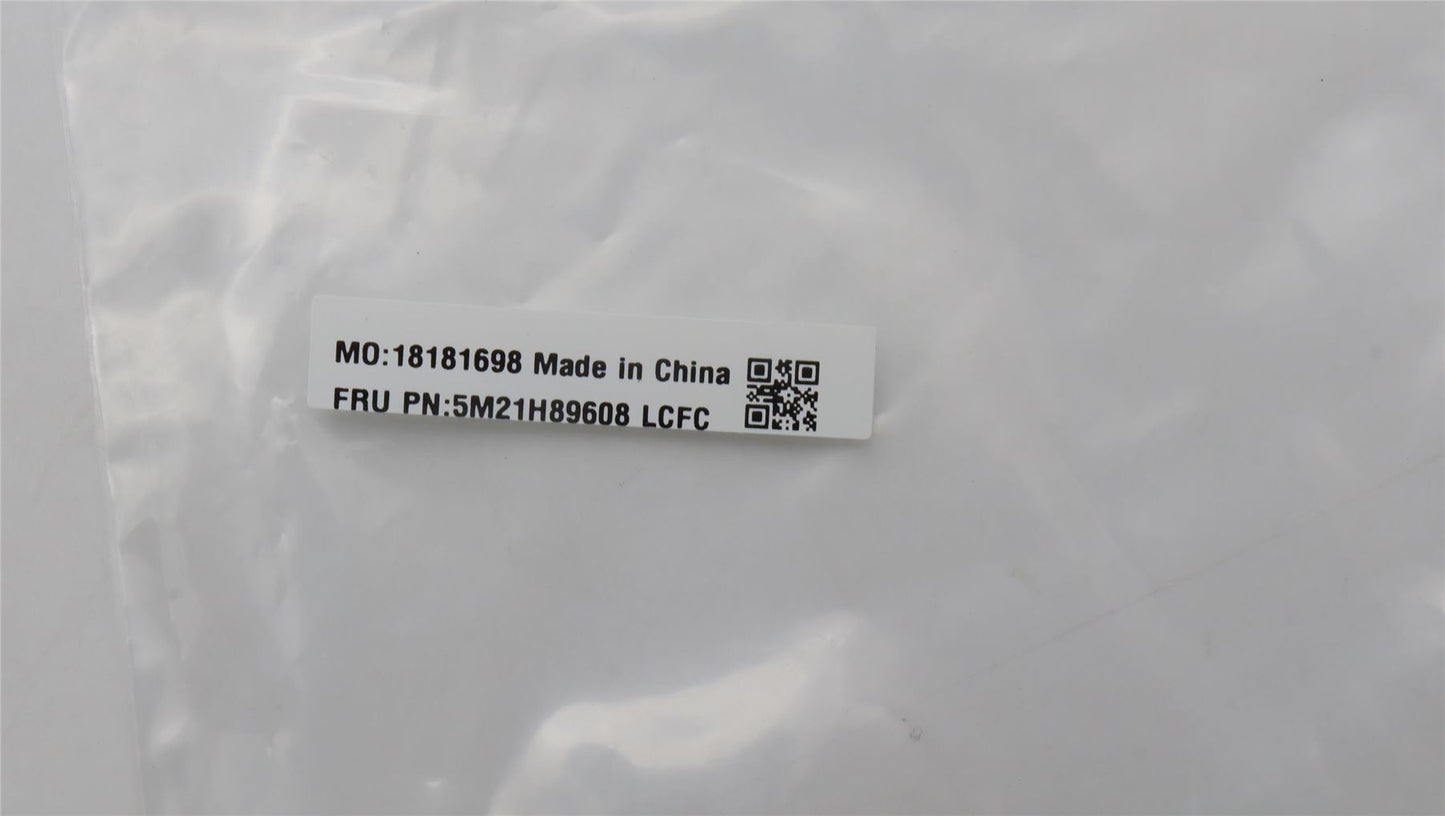 MO:18181698 Made in China
FRU PN:5M21H89608 LCFC